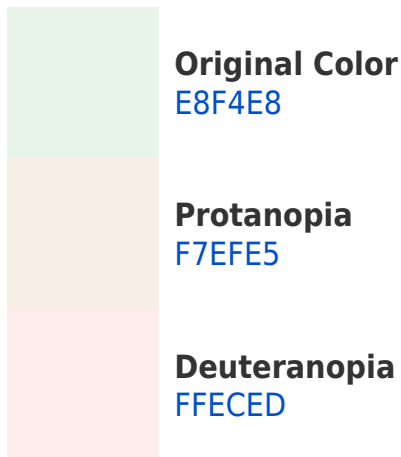 Original Color
E8F4E8
Protanopia
F7EFE5
Deuteranopia
FFECED